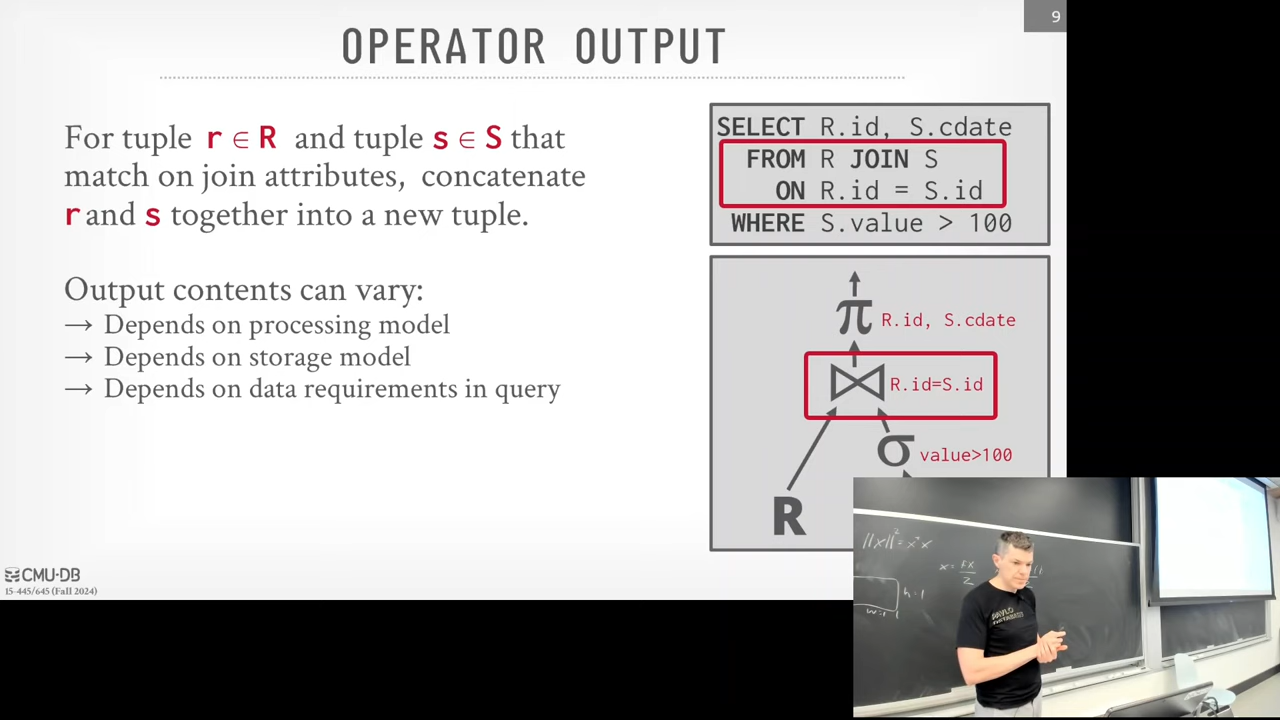 9
OPERATOR OUTPUT
For tuple r ∈ R and tuple s ∈ S that
match on join attributes, concatenate
r and s together into a new tuple.
Output contents can vary:
→ Depends on processing model
→ Depends on storage model
→ Depends on data requirements in query
SELECT R.id, S.cdate
FROM R JOIN S
ON R.id = S.id
WHERE S.value > 100
π R.id, S.cdate
⋈ R.id=S.id
σ value>100
R
CMU·DB
15-445/645 (Fall 2024)
h=1
w=1